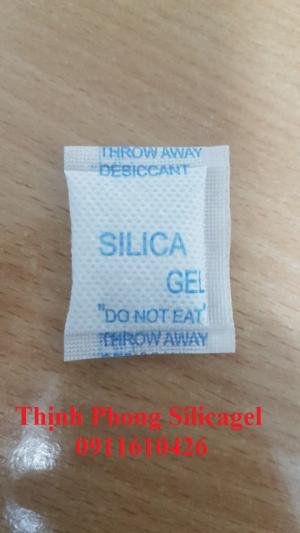 THROW AWAY
DESICCANT
SILICA
GEL
"DO NOT EAT"
THROW AWAY
Thịnh Phong Silicagel
0911610426